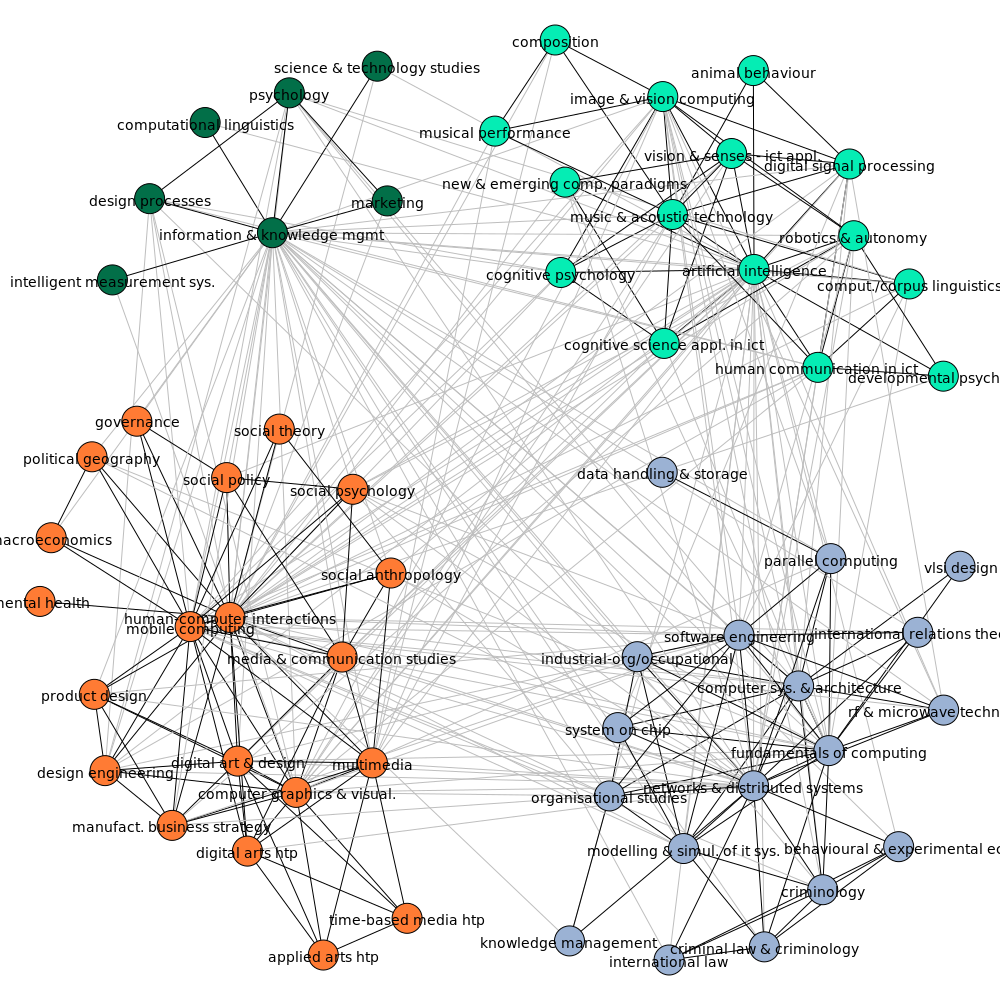 composition
science & technology studies
animal behaviour
psychology
image & vision computing
computational linguistics
musical performance
vision & senses - ict appl.
digital signal processing
new & emerging comp. paradigms
design processes
marketing
music & acoustic technology
information & knowledge mgmt
robotics & autonomy
artificial intelligence
cognitive psychology
intelligent measurement sys.
comput./corpus linguistics
cognitive science appl. in ict
human communication in ict
developmental psych
governance
social theory
political geography
data handling & storage
social policy
social psychology
macroeconomics
parallel computing
vlsi design
social anthropology
mental health
human computer interactions
mobile computing
software engineering
international relations theo
media & communication studies
industrial-org/occupational
computer sys. & architecture
product design
rf & microwave techn
system on chip
fundamentals of computing
digital art & design
multimedia
design engineering
computer graphics & visual.
networks & distributed systems
organisational studies
manufact. business strategy
digital arts htp
modelling & simul. of it sys.
behavioural & experimental ec
criminology
time-based media htp
knowledge management
criminal law & criminology
applied arts htp
international law